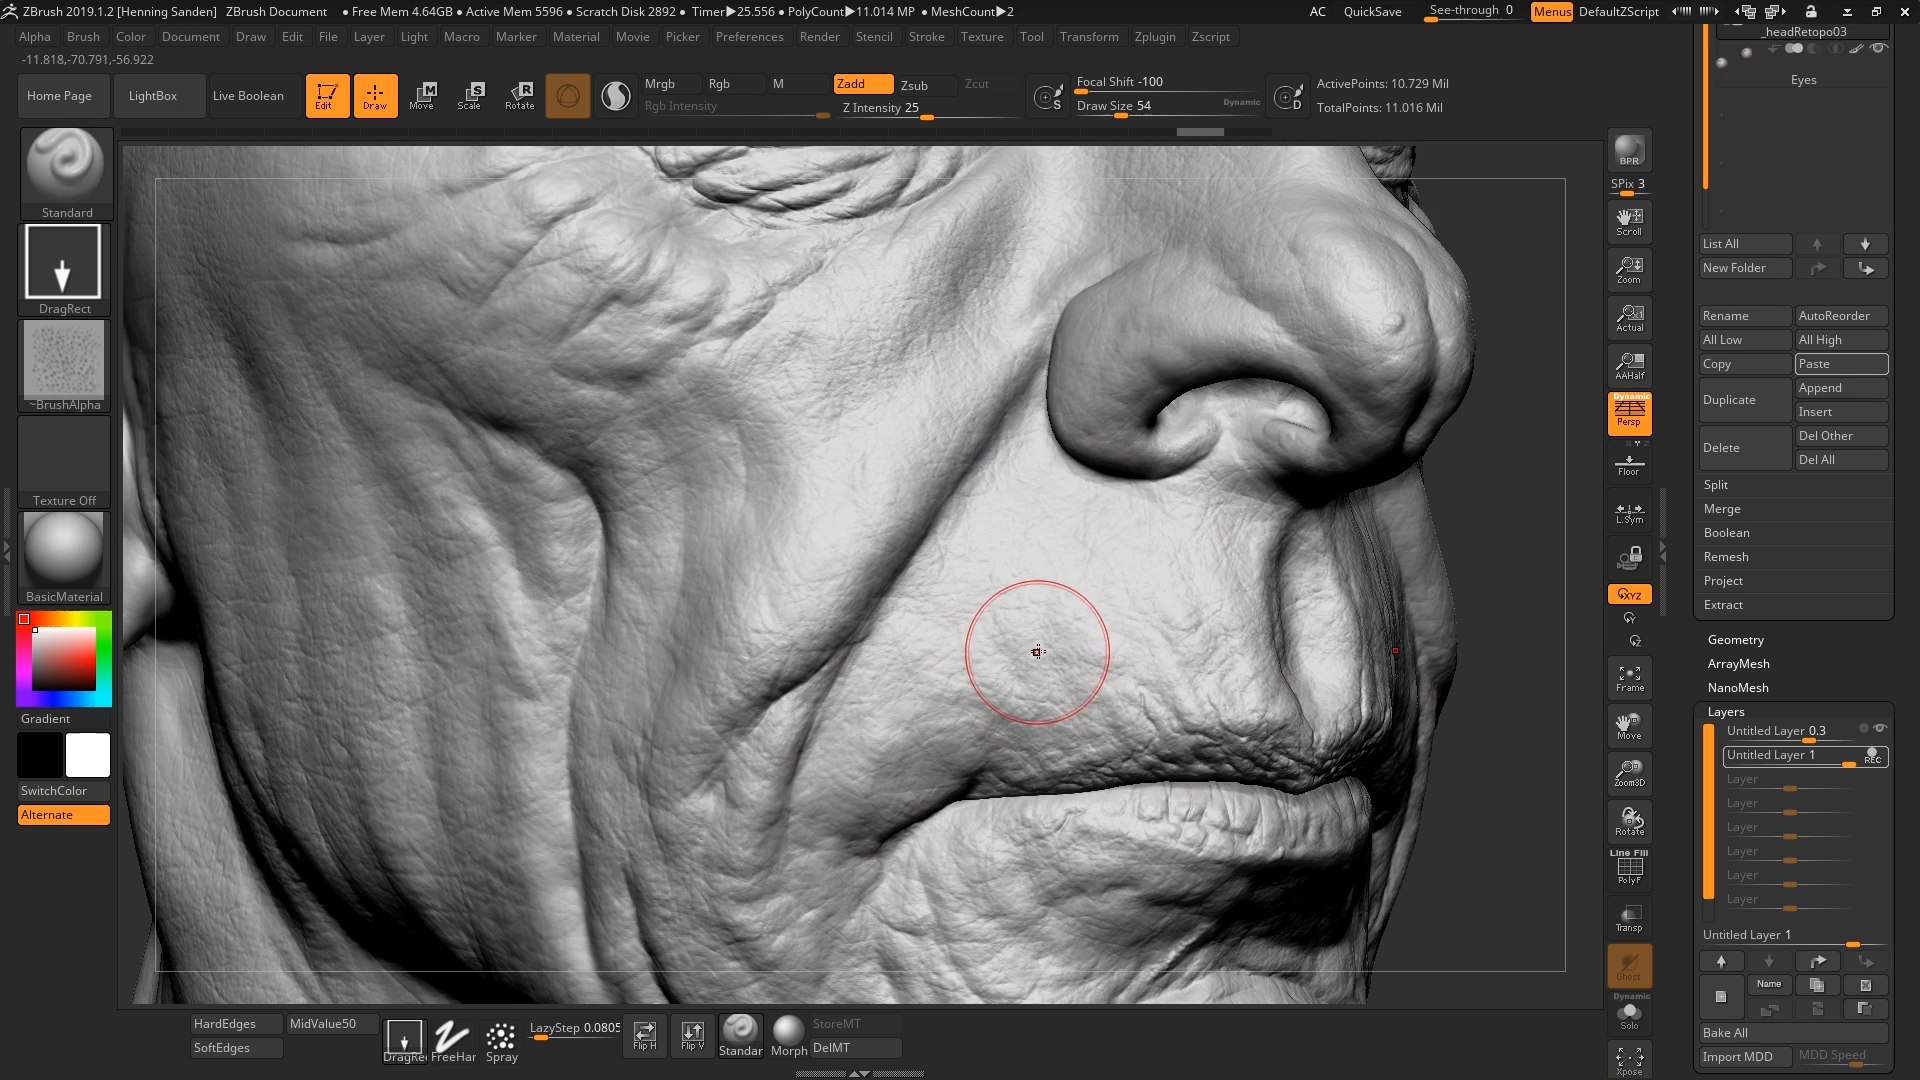 ZBrush 2019.1.2 [Henning Sanden] ZBrush Document ● Free Mem 4.64GB ● Active Mem 5596 ● Scratch Disk 2892 ● Timer▶25.556 ● PolyCount▶11.014 MP ● MeshCount▶2 AC QuickSave See-through 0 Menus DefaultZScript
Alpha Brush Color Document Draw Edit File Layer Light Macro Marker Material Movie Picker Preferences Render Stencil Stroke Texture Tool Transform Zplugin Zscript
-11.818,-70.791,-56.922
Home Page LightBox Live Boolean Edit Draw Move Scale Rotate
Mrgb Rgb M Zadd Zsub Zcut
Rgb Intensity Z Intensity 25
Focal Shift -100
Draw Size 54 Dynamic
ActivePoints: 10.729 Mil
TotalPoints: 11.016 Mil
Standard
DragRect
~BrushAlpha
Texture Off
BasicMaterial
Gradient
SwitchColor
Alternate
BPR
SPix 3
Scroll
Zoom
Actual
AAHalf
Dynamic
Persp
Floor
L.Sym
XYZ
Frame
Move
Zoom3D
Rotate
Line Fill
PolyF
Transp
Ghost
Dynamic
Solo
Xpose
_headRetopo03
Eyes
List All
New Folder
Rename AutoReorder
All Low All High
Copy Paste
Duplicate Append
Insert
Delete Del Other
Del All
Split
Merge
Boolean
Remesh
Project
Extract
Geometry
ArrayMesh
NanoMesh
Layers
Untitled Layer 0.3
Untitled Layer 1 REC
Layer
Layer
Layer
Layer
Layer
Layer
Untitled Layer 1
Name
Bake All
Import MDD MDD Speed
HardEdges MidValue50
SoftEdges
DragRe FreeHar Spray
LazyStep 0.0805
Flip H Flip V Standar Morph
StoreMT
DelMT